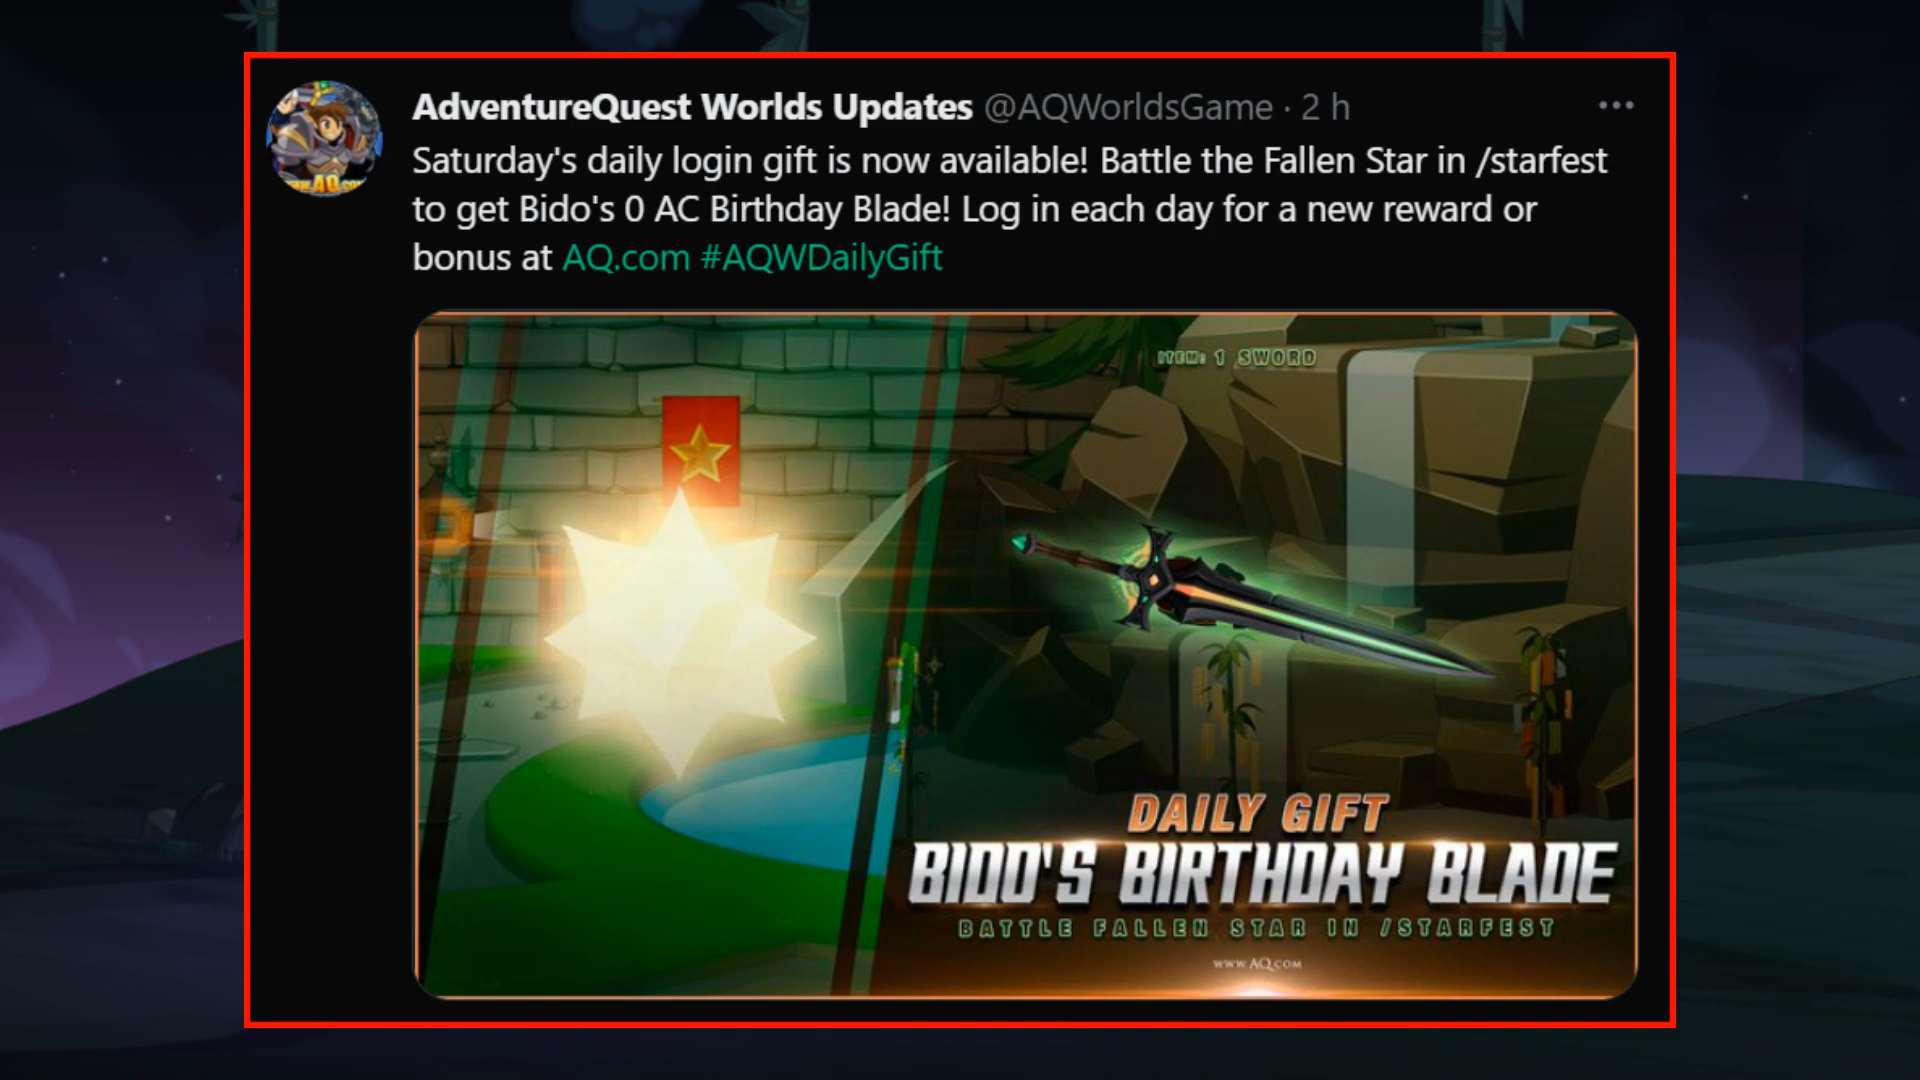 AdventureQuest Worlds Updates @AQWorldsGame · 2 h
Saturday's daily login gift is now available! Battle the Fallen Star in /starfest
to get Bido's 0 AC Birthday Blade! Log in each day for a new reward or
bonus at AQ.com #AQWDailyGift
ITEM: 1 SWORD
DAILY GIFT
BIDO'S BIRTHDAY BLADE
BATTLE FALLEN STAR IN /STARFEST
WWW.AQ.COM